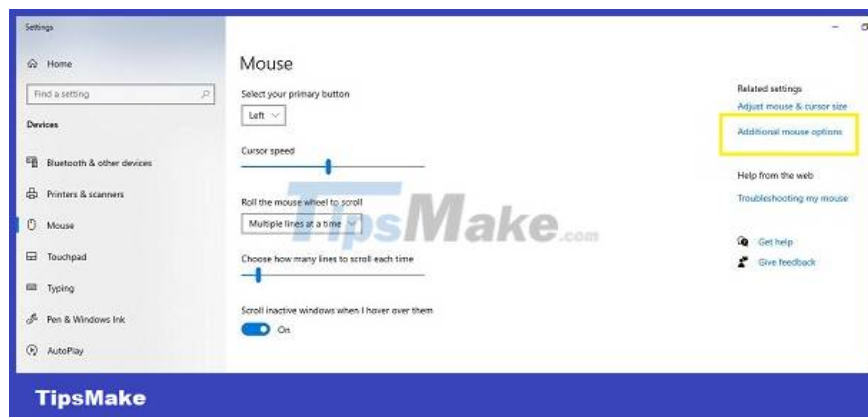 Settings
Home
Find a setting
Devices
Bluetooth & other devices
Printers & scanners
Mouse
Touchpad
Typing
Pen & Windows Ink
AutoPlay
Mouse
Select your primary button
Left
Cursor speed
Roll the mouse wheel to scroll
Multiple lines at a time
Choose how many lines to scroll each time
Scroll inactive windows when I hover over them
On
Related settings
Adjust mouse & cursor size
Additional mouse options
Help from the web
Troubleshooting my mouse
Get help
Give feedback
TipsMake.com
TipsMake